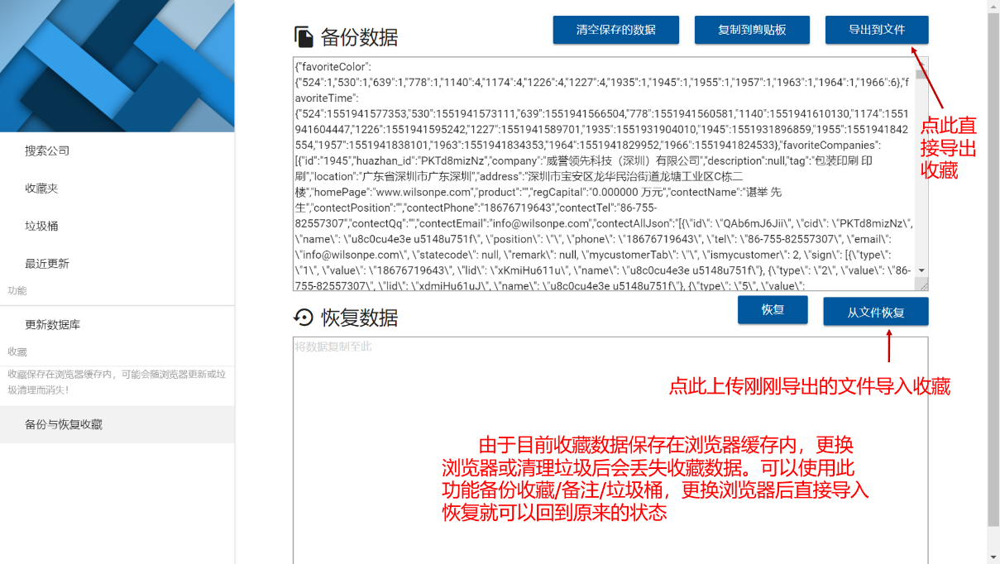 搜索公司
收藏夹
垃圾桶
最近更新
功能
更新数据库
收藏
收藏保存在浏览器缓存内，可能会随浏览器更新或垃
圾清理而消失！
备份与恢复收藏
备份数据
清空保存的数据
复制到剪贴板
导出到文件
{"favoriteColor":
{"524":1,"530":1,"639":1,"778":1,"1140":4,"1174":4,"1226":4,"1227":4,"1935":1,"1945":1,"1955":1,"1957":1,"1963":1,"1964":1,"1966":6},"f
avoriteTime":
{"524":1551941577353,"530":1551941573111,"639":1551941566504,"778":1551941560581,"1140":1551941610130,"1174":1551
941604447,"1226":1551941595242,"1227":1551941589701,"1935":1551931904010,"1945":1551931896859,"1955":1551941842
554,"1957":1551941838101,"1963":1551941834353,"1964":1551941829952,"1966":1551941824533},"favoriteCompanies":
[{"id":"1945","huazhan_id":"PKTd8mizNz","company":"威誉领先科技（深圳）有限公司","description":null,"tag":"包装印刷 印
刷","location":"广东省深圳市广东深圳","address":"深圳市宝安区龙华民治街道龙塘工业区C栋二
楼","homePage":"www.wilsonpe.com","product":"","regCapital":"0.000000 万元","contectName":"谌举 先
生","contectPosition":"","contectPhone":"18676719643","contectTel":"86-755-
82557307","contectQq":"","contectEmail":"info@wilsonpe.com","contectAllJson":"[{\"id\": \"QAb6mJ6Jii\", \"cid\": \"PKTd8mizNz\",
\"name\": \"u8c0cu4e3e u5148u751f\", \"position\": \"\", \"phone\": \"18676719643\", \"tel\": \"86-755-82557307\", \"email\":
\"info@wilsonpe.com\", \"statecode\": null, \"remark\": null, \"mycustomerTab\": \"\", \"ismycustomer\": 2, \"sign\": [{\"type\":
\"1\", \"value\": \"18676719643\", \"lid\": \"xKmiHu611u\", \"name\": \"u8c0cu4e3e u5148u751f\"}, {\"type\": \"2\", \"value\": \"86-
755-82557307\", \"lid\": \"xdmiHu61uJ\", \"name\": \"u8c0cu4e3e u5148u751f\"}, {\"type\": \"5\", \"value\":
点此直
接导出
收藏
恢复数据
恢复
从文件恢复
将数据复制至此
点此上传刚刚导出的文件导入收藏
由于目前收藏数据保存在浏览器缓存内，更换
浏览器或清理垃圾后会丢失收藏数据。可以使用此
功能备份收藏/备注/垃圾桶，更换浏览器后直接导入
恢复就可以回到原来的状态